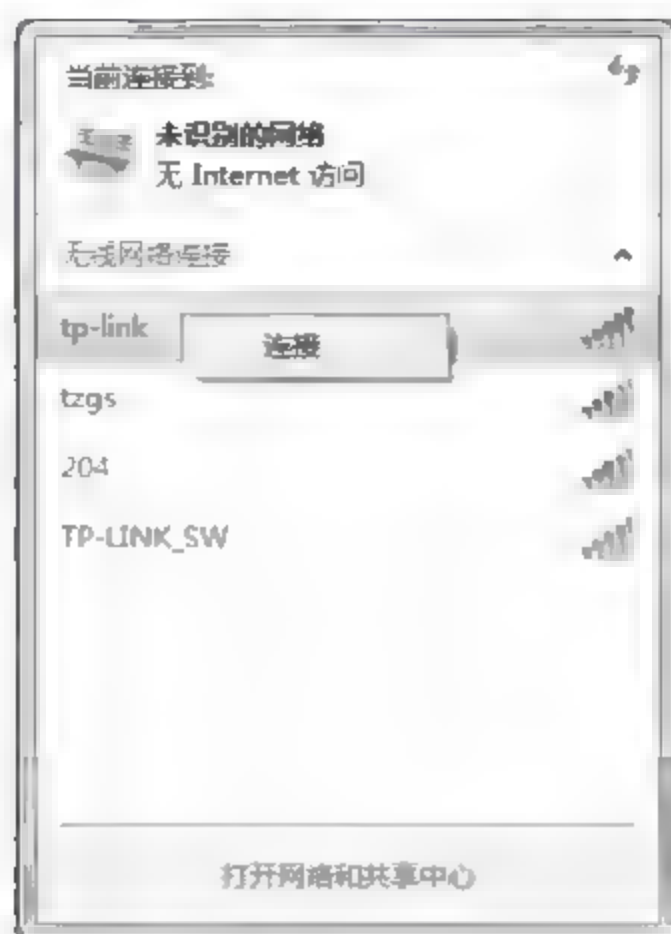 当前连接到:
未识别的网络
无 Internet 访问
无线网络连接
tp-link
连接
tzgs
204
TP-LINK_SW
打开网络和共享中心